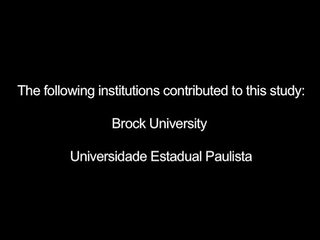 The following institutions contributed to this study:
Brock University
Universidade Estadual Paulista